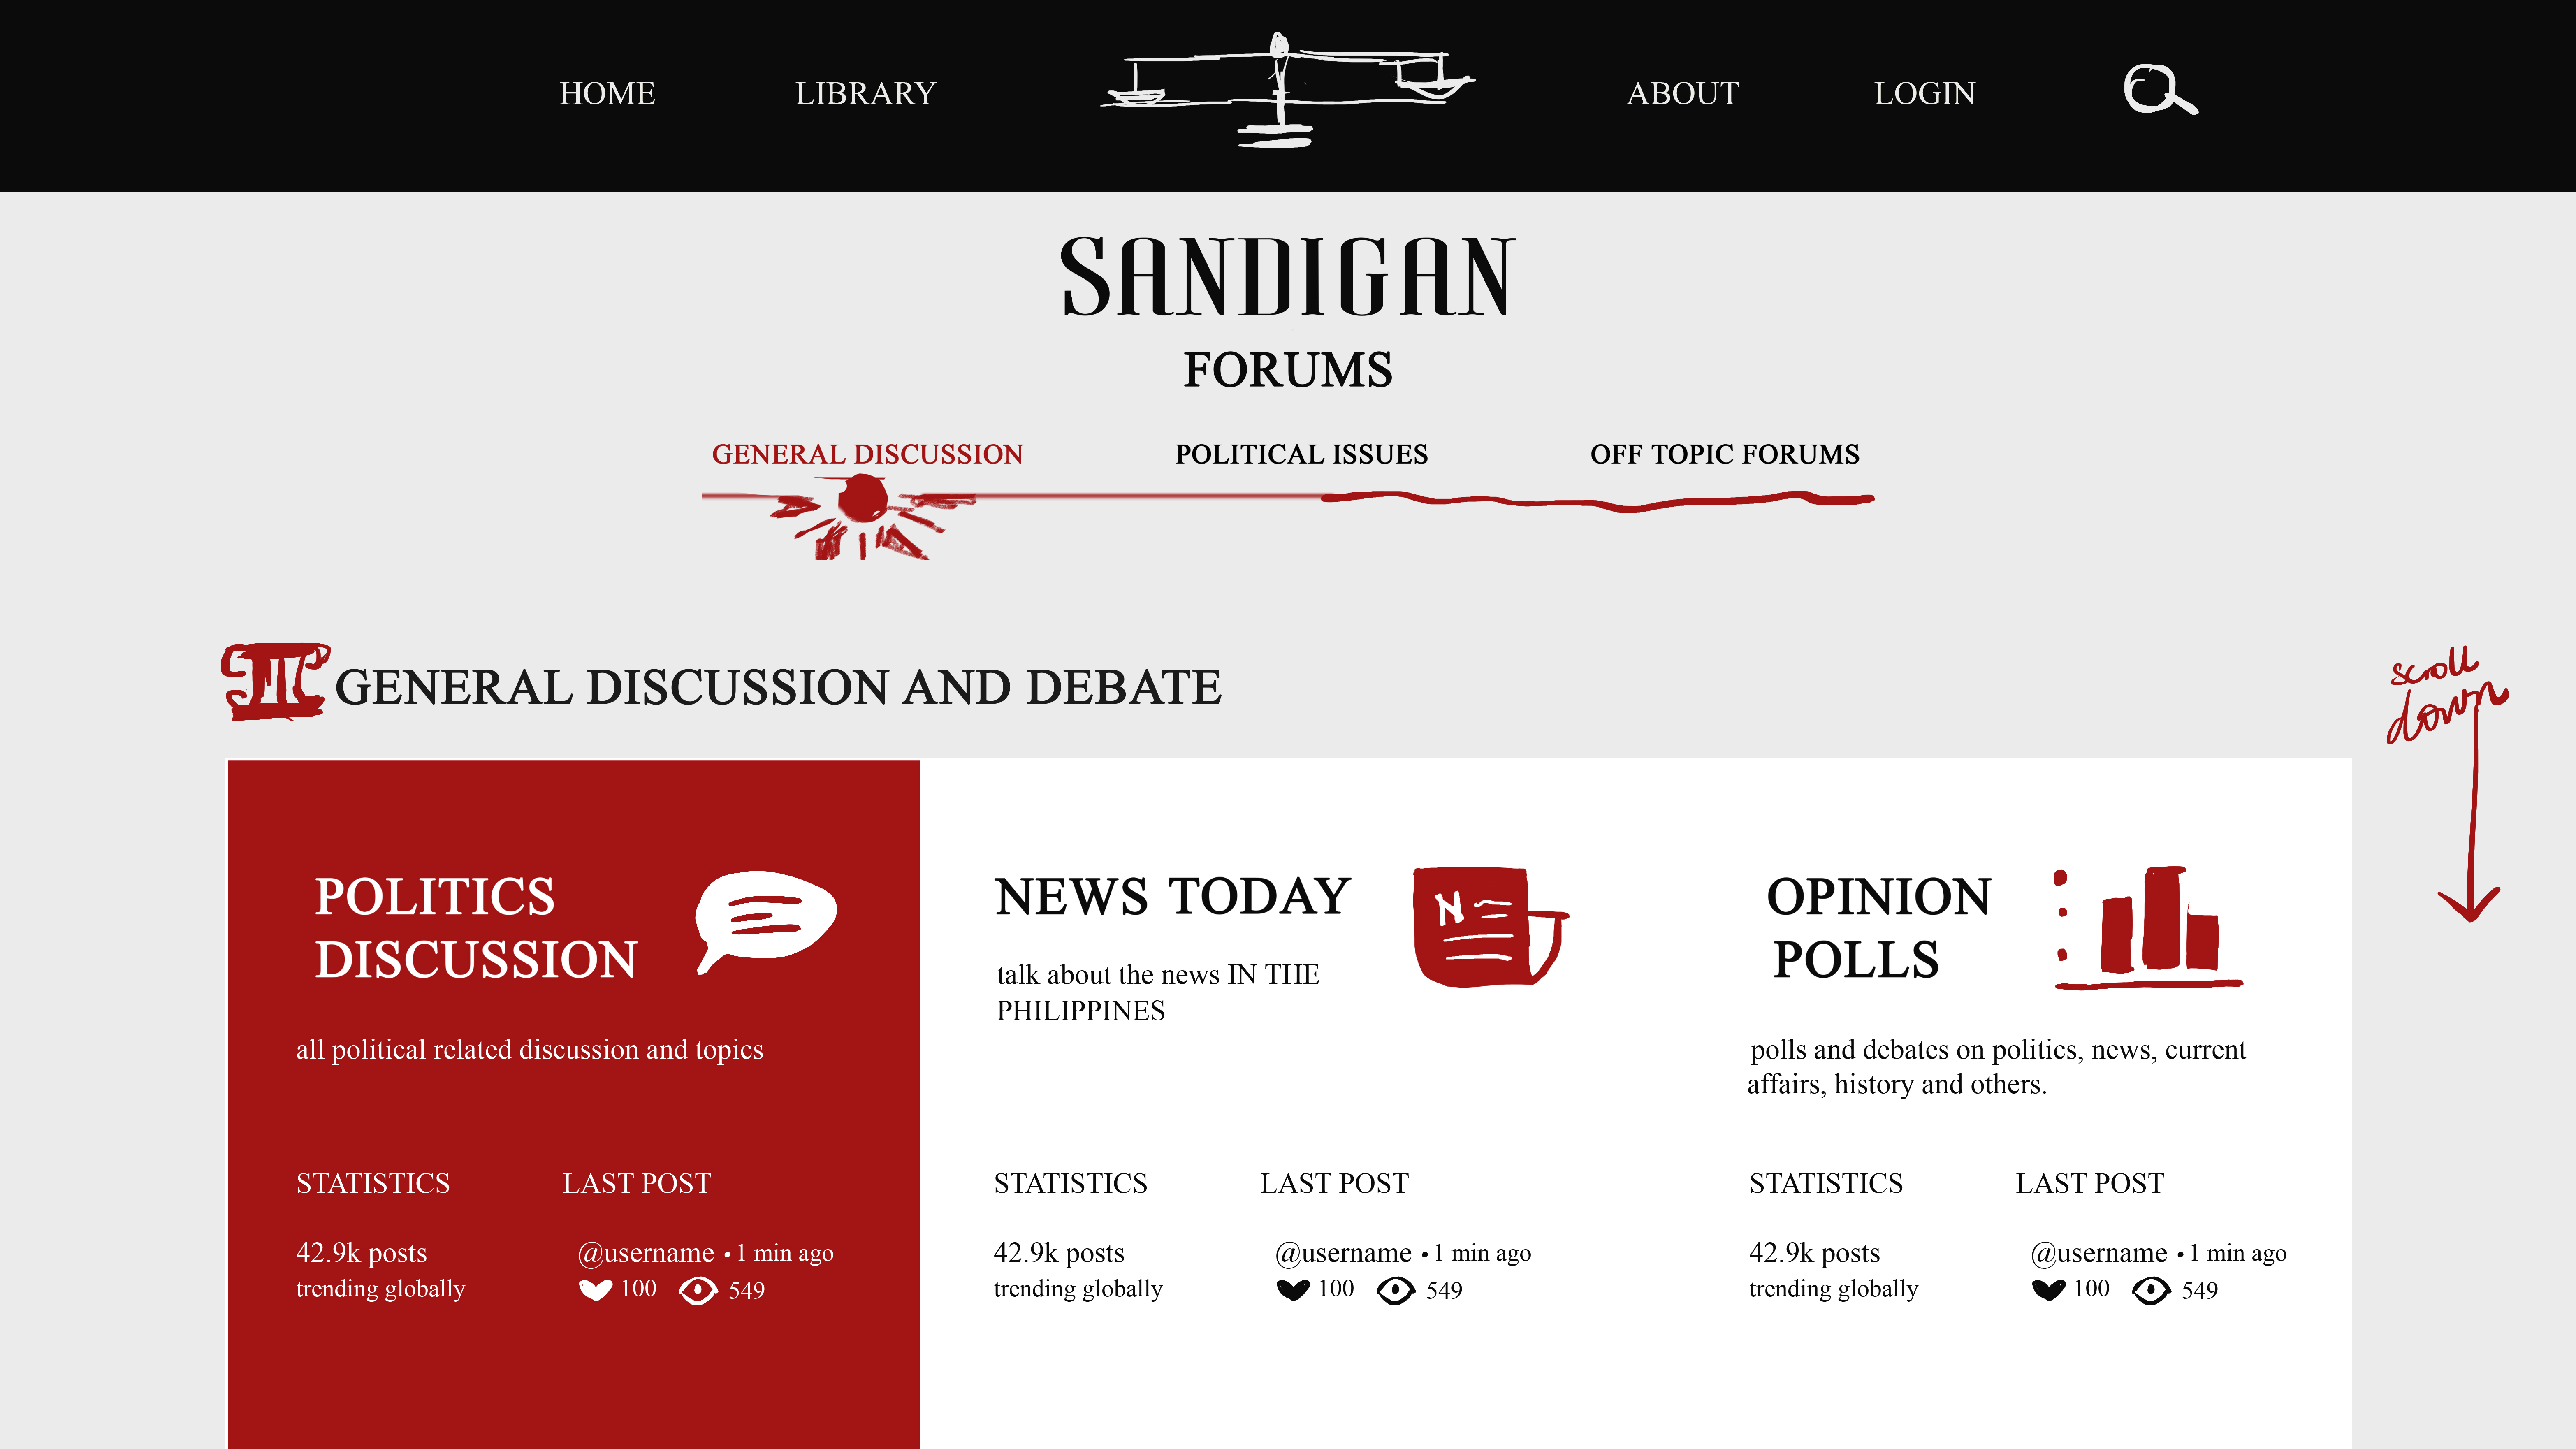 HOME LIBRARY ABOUT LOGIN
SANDIGAN
FORUMS
GENERAL DISCUSSION POLITICAL ISSUES OFF TOPIC FORUMS
GENERAL DISCUSSION AND DEBATE
scroll
down
POLITICS
DISCUSSION
all political related discussion and topics
STATISTICS LAST POST
42.9k posts @username • 1 min ago
trending globally 100 549
NEWS TODAY
N
talk about the news IN THE
PHILIPPINES
STATISTICS LAST POST
42.9k posts @username • 1 min ago
trending globally 100 549
OPINION
POLLS
polls and debates on politics, news, current
affairs, history and others.
STATISTICS LAST POST
42.9k posts @username • 1 min ago
trending globally 100 549